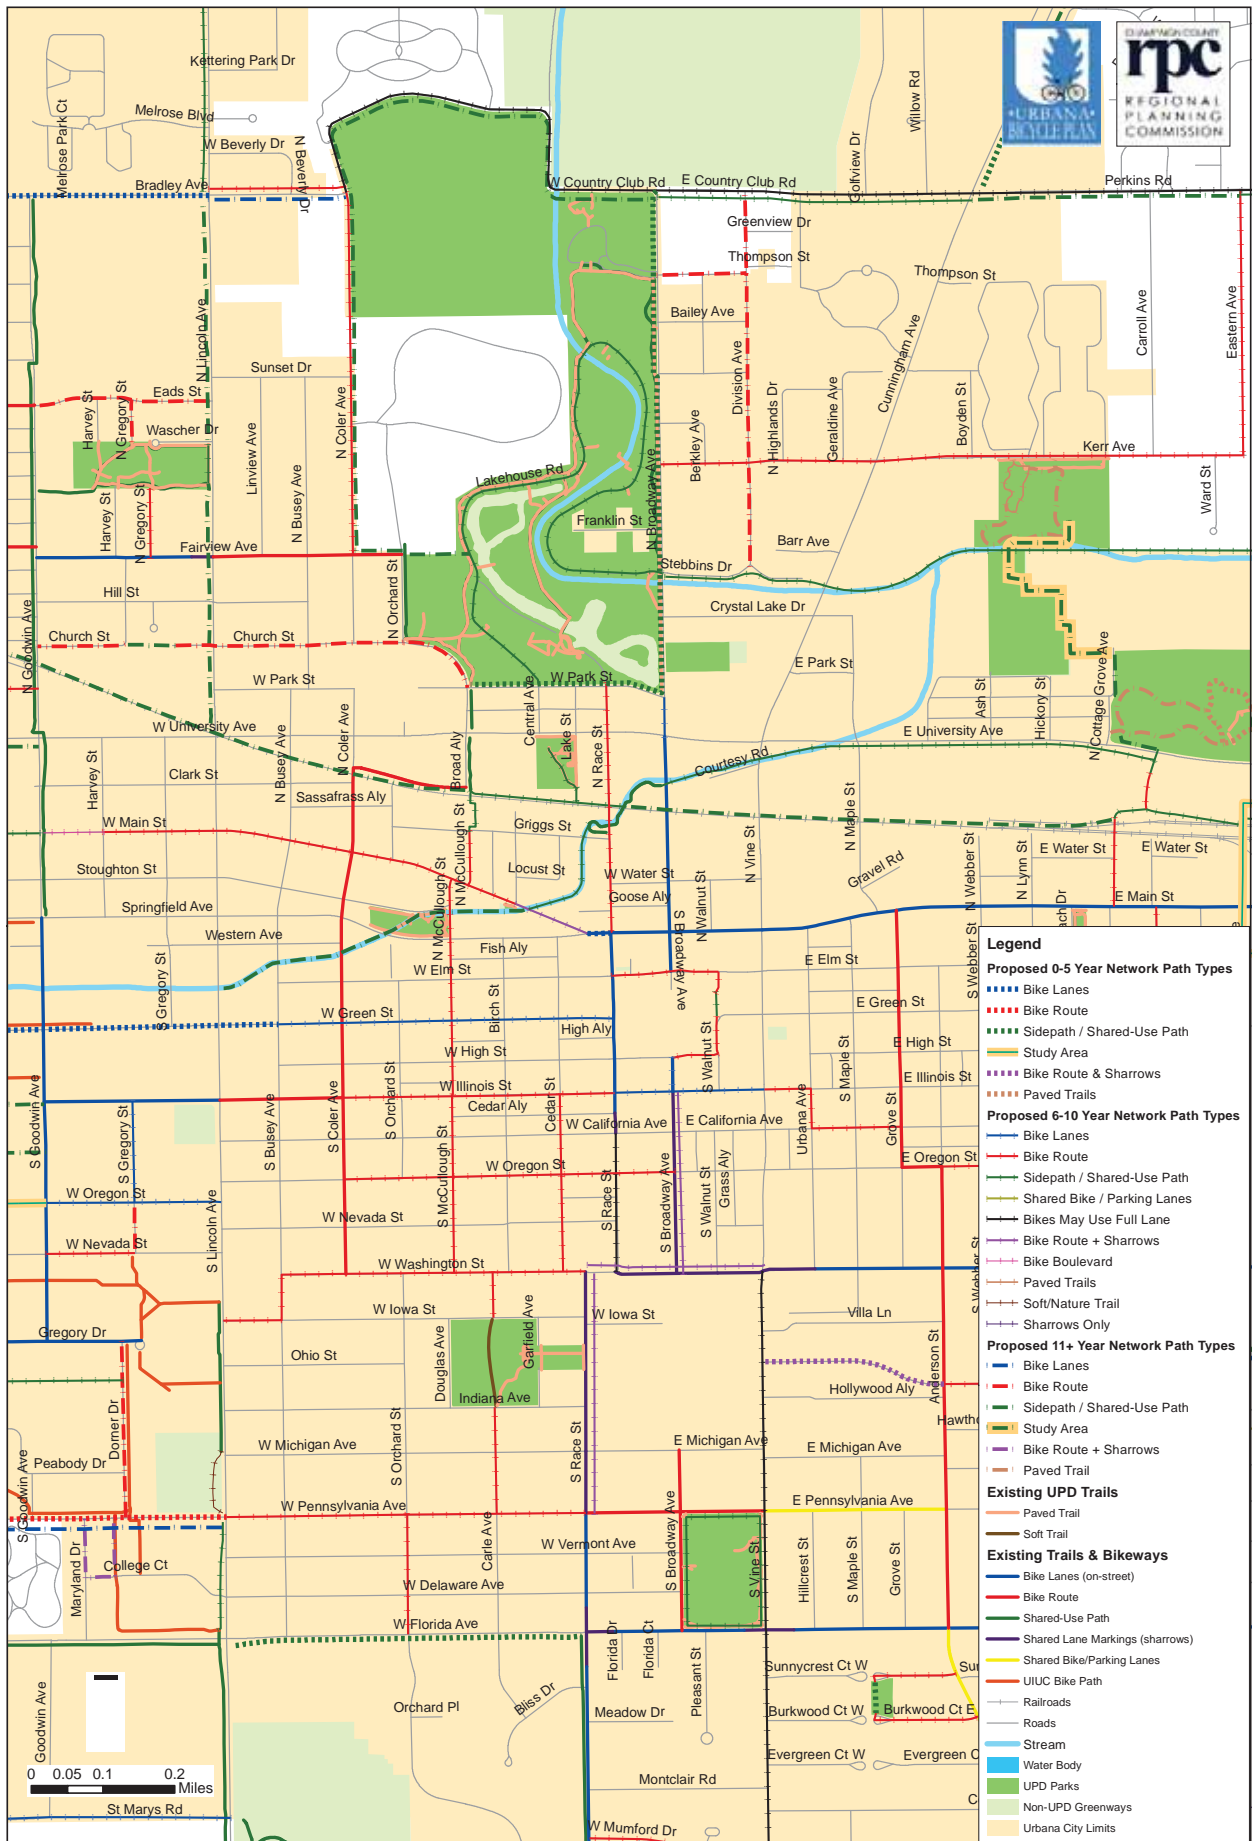 Kettering Park Dr
Melrose Park Ct
Melrose Blvd
W Beverly Dr
N Beverly Dr
Bradley Ave
W Country Club Rd
E Country Club Rd
Golfview Dr
Willow Rd
Perkins Rd
URBANA
BICYCLE PLAN
CHAMPAIGN COUNTY
rpc
REGIONAL
PLANNING
COMMISSION
Greenview Dr
Thompson St
Thompson St
Bailey Ave
Division Ave
N Highlands Dr
Geraldine Ave
Cunningham Ave
Boyden St
Carroll Ave
Eastern Ave
Kerr Ave
Ward St
N Lincoln Ave
Sunset Dr
Eads St
Harvey St
N Gregory St
Wascher Dr
Linview Ave
N Busey Ave
N Coler Ave
Lakehouse Rd
Berkley Ave
N Broadway Ave
Franklin St
Barr Ave
Harvey St
N Gregory St
Fairview Ave
Stebbins Dr
Hill St
N Orchard St
Crystal Lake Dr
N Goodwin Ave
Church St
Church St
E Park St
W Park St
W Park St
Ash St
Hickory St
N Cottage Grove Ave
W University Ave
E University Ave
N Busey Ave
N Coler Ave
Broad Aly
Central Ave
Lake St
N Race St
Courtesy Rd
Harvey St
Clark St
Sassafrass Aly
W Main St
N McCullough St
Griggs St
N Vine St
N Maple St
Gravel Rd
N Webber St
N Lynn St
E Water St
E Water St
Stoughton St
Locust St
W Water St
Goose Aly
N Walnut St
E Main St
Springfield Ave
Western Ave
N McCullough St
Fish Aly
W Elm St
S Broadway Ave
E Elm St
S Webber St
S Gregory St
W Green St
Birch St
High Aly
E Green St
W High St
S Walnut St
S Maple St
E High St
S Goodwin Ave
S Gregory St
S Busey Ave
S Coler Ave
S Orchard St
W Illinois St
Cedar Aly
Cedar St
W California Ave
E California Ave
Urbana Ave
Grove St
E Illinois St
S McCullough St
W Oregon St
W Oregon St
E Oregon St
S Lincoln Ave
W Nevada St
W Nevada St
S Race St
S Broadway Ave
S Walnut St
Grass Aly
W Washington St
S Webber St
Gregory Dr
W Iowa St
W Iowa St
Villa Ln
Ohio St
Douglas Ave
Garfield Ave
Indiana Ave
Anderson St
Hollywood Aly
Dorner Dr
Peabody Dr
S Goodwin Ave
W Michigan Ave
S Orchard St
S Race St
E Michigan Ave
E Michigan Ave
W Pennsylvania Ave
E Pennsylvania Ave
Carle Ave
W Vermont Ave
S Broadway Ave
S Vine St
Hillcrest St
S Maple St
Grove St
College Ct
Maryland Dr
W Delaware Ave
W Florida Ave
Florida Dr
Florida Ct
Pleasant St
Sunnycrest Ct W
Goodwin Ave
Orchard Pl
Bliss Dr
Meadow Dr
Burkwood Ct W
Burkwood Ct E
Evergreen Ct W
Montclair Rd
St Marys Rd
W Mumford Dr
0 0.05 0.1 0.2
Miles
Legend
Proposed 0-5 Year Network Path Types
Bike Lanes
Bike Route
Sidepath / Shared-Use Path
Study Area
Bike Route & Sharrows
Paved Trails
Proposed 6-10 Year Network Path Types
Bike Lanes
Bike Route
Sidepath / Shared-Use Path
Shared Bike / Parking Lanes
Bikes May Use Full Lane
Bike Route + Sharrows
Bike Boulevard
Paved Trails
Soft/Nature Trail
Sharrows Only
Proposed 11+ Year Network Path Types
Bike Lanes
Bike Route
Sidepath / Shared-Use Path
Study Area
Bike Route + Sharrows
Paved Trail
Existing UPD Trails
Paved Trail
Soft Trail
Existing Trails & Bikeways
Bike Lanes (on-street)
Bike Route
Shared-Use Path
Shared Lane Markings (sharrows)
Shared Bike/Parking Lanes
UIUC Bike Path
Railroads
Roads
Stream
Water Body
UPD Parks
Non-UPD Greenways
Urbana City Limits